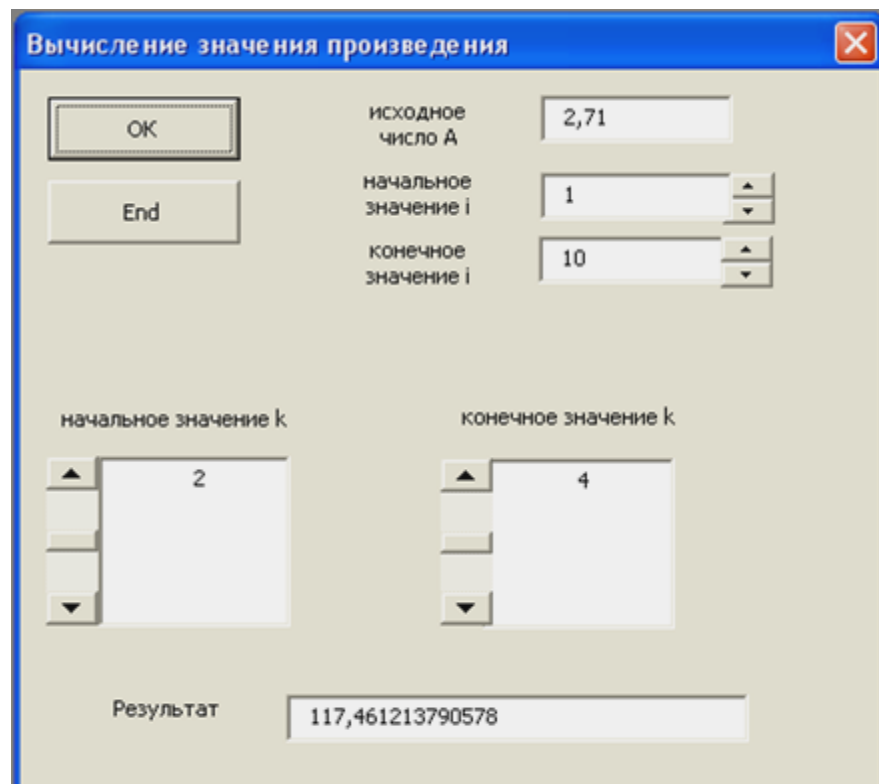 Вычисление значения произведения
OK
End
исходное
число A
2,71
начальное
значение i
1
конечное
значение i
10
начальное значение k
2
конечное значение k
4
Результат
117,461213790578